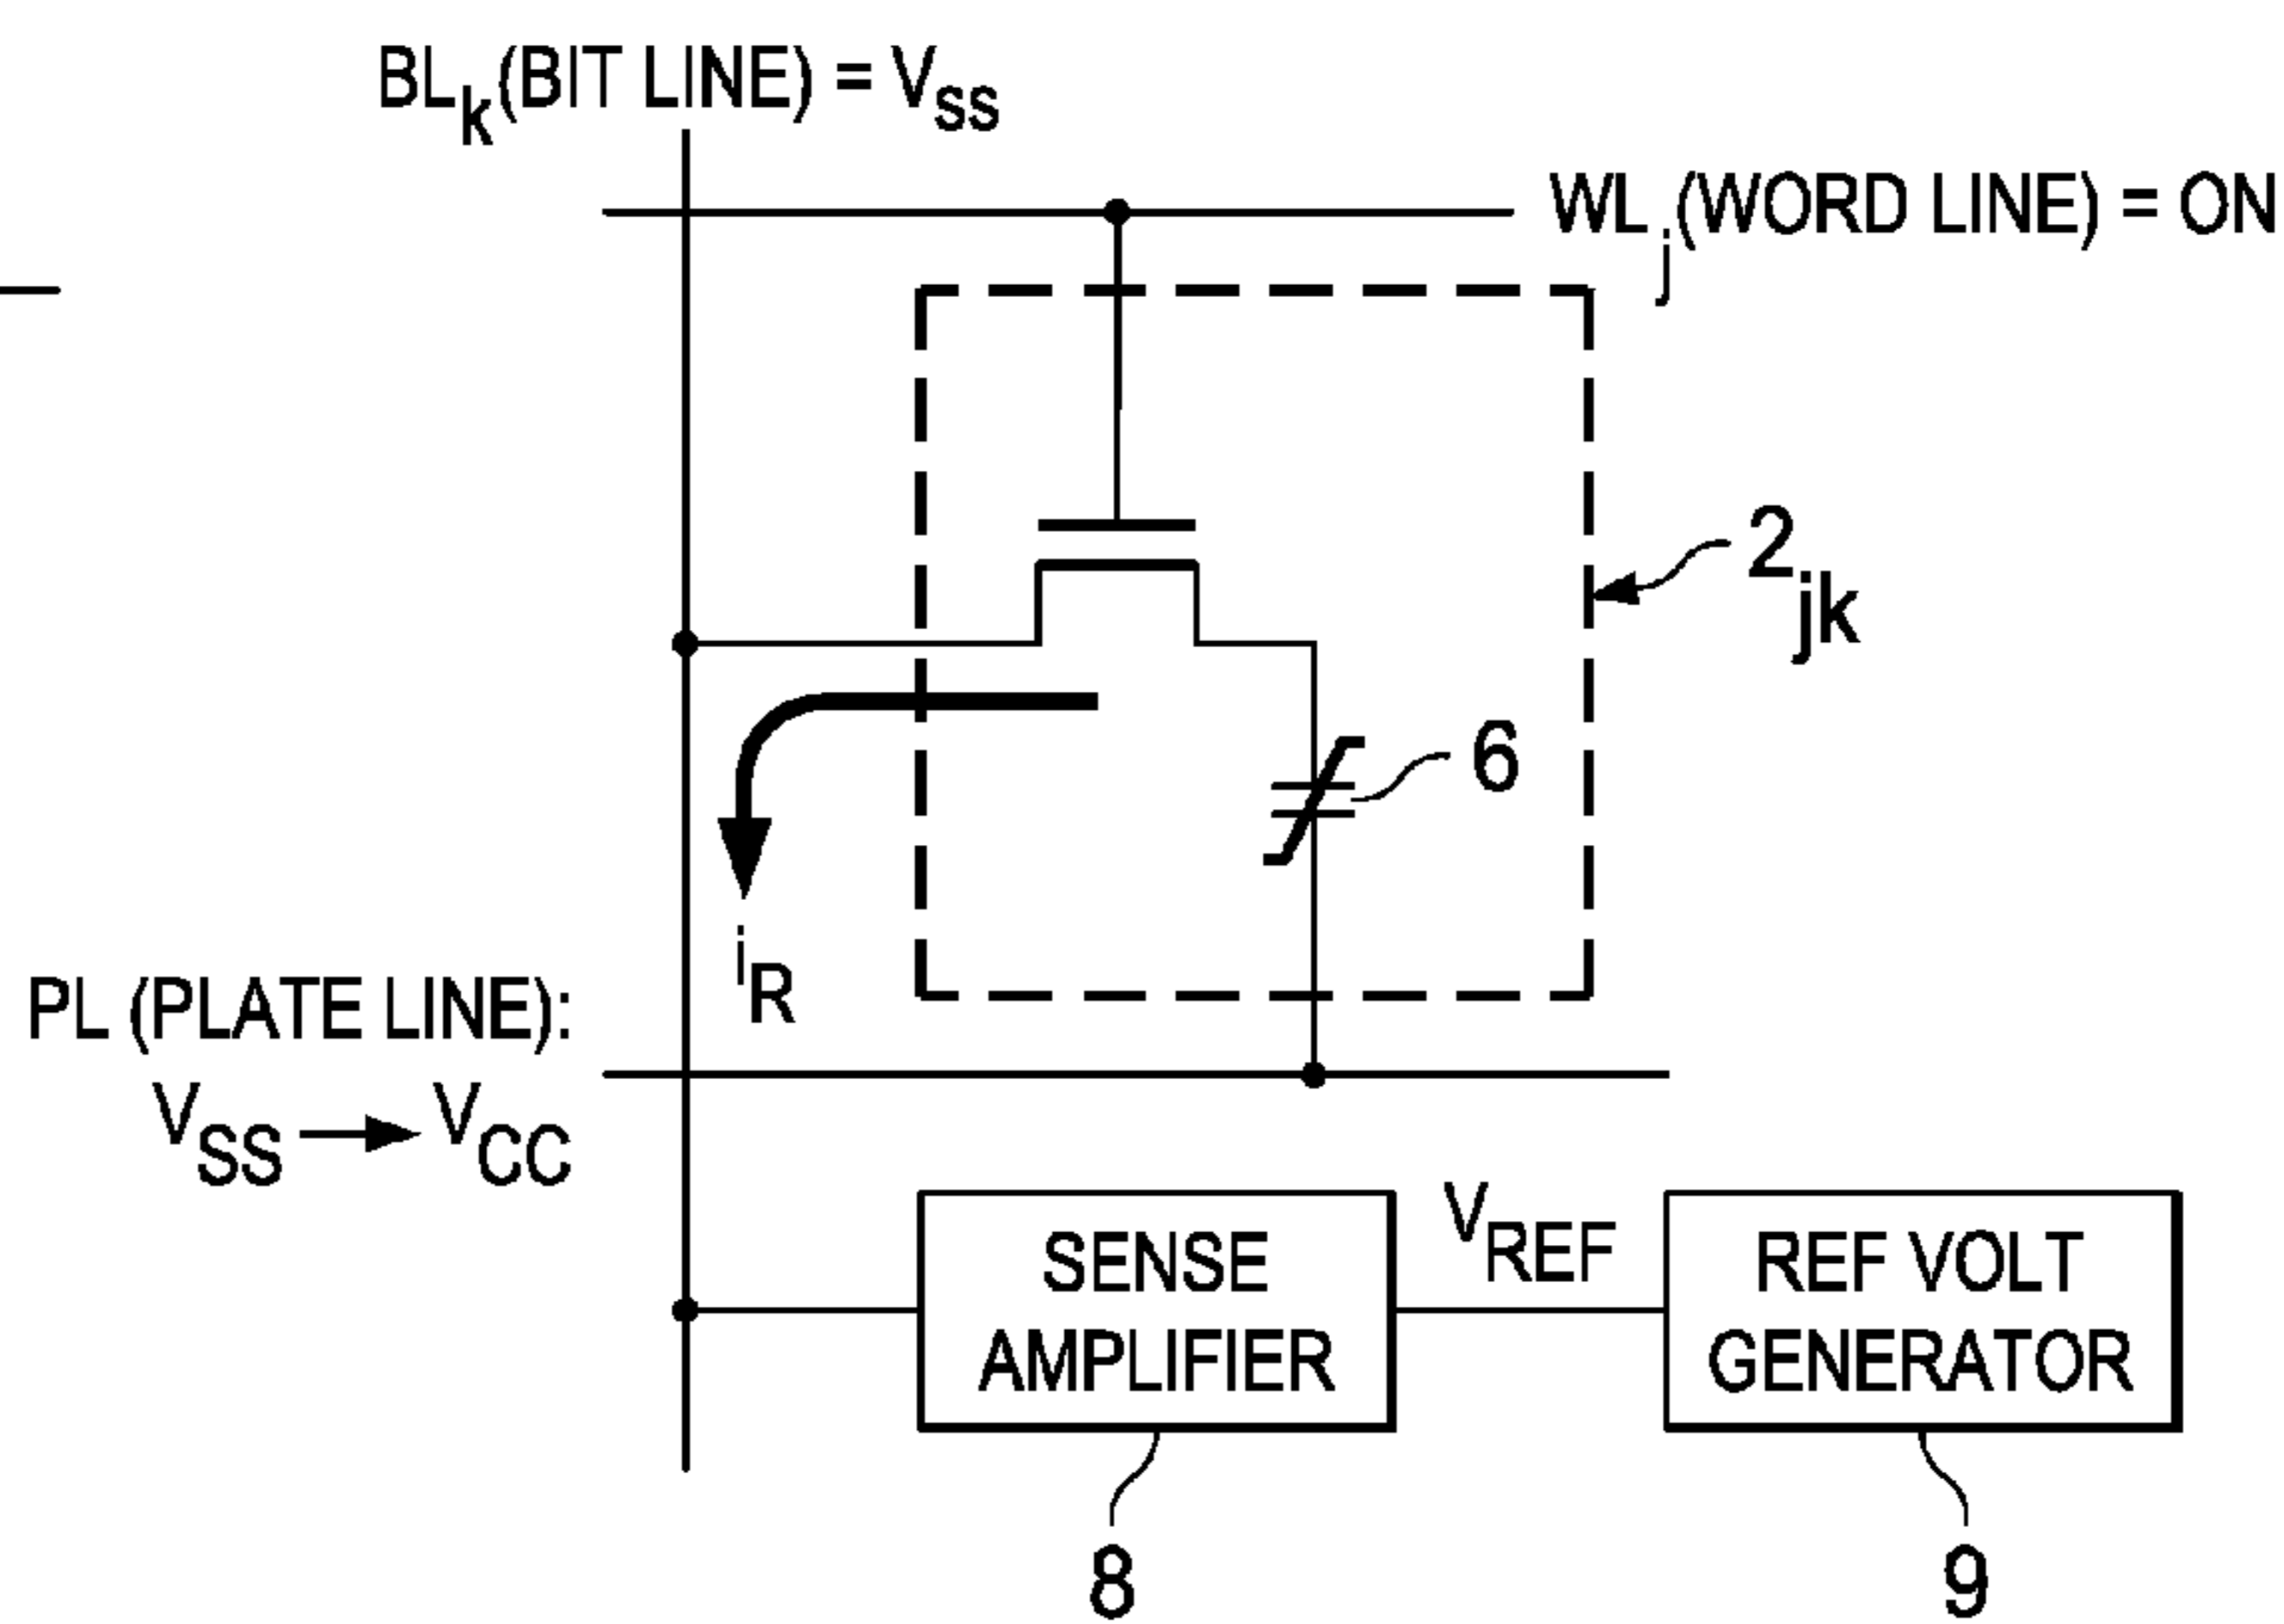 BLk(BIT LINE) = VSS
WLj(WORD LINE) = ON
2jk
6
iR
PL (PLATE LINE):
VSS → VCC
SENSE AMPLIFIER
VREF
REF VOLT GENERATOR
8
9